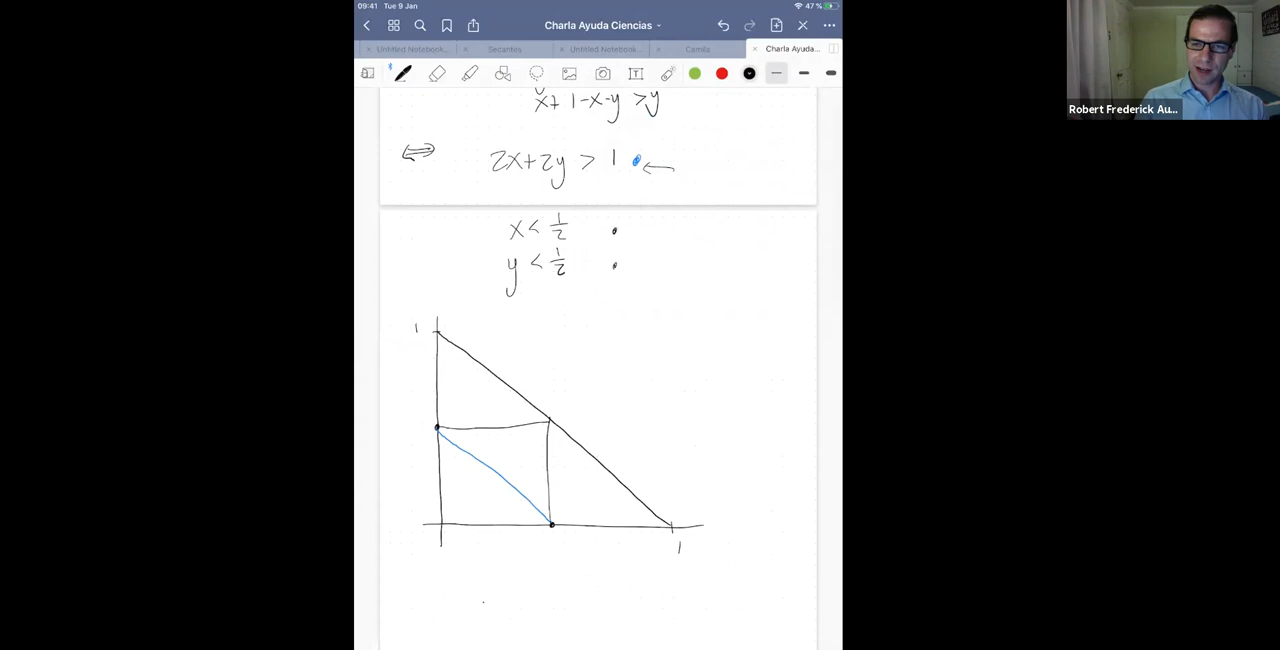 09:41 Tue 9 Jan
47 %
Charla Ayuda Ciencias
Untitled Notebook...
Secantes
Untitled Notebook...
Camila
Charla Ayuda...
x + 1-x-y > y
⇔ 2x+2y > 1 ←
x < 1/2
y < 1/2
1
1
Robert Frederick Au...